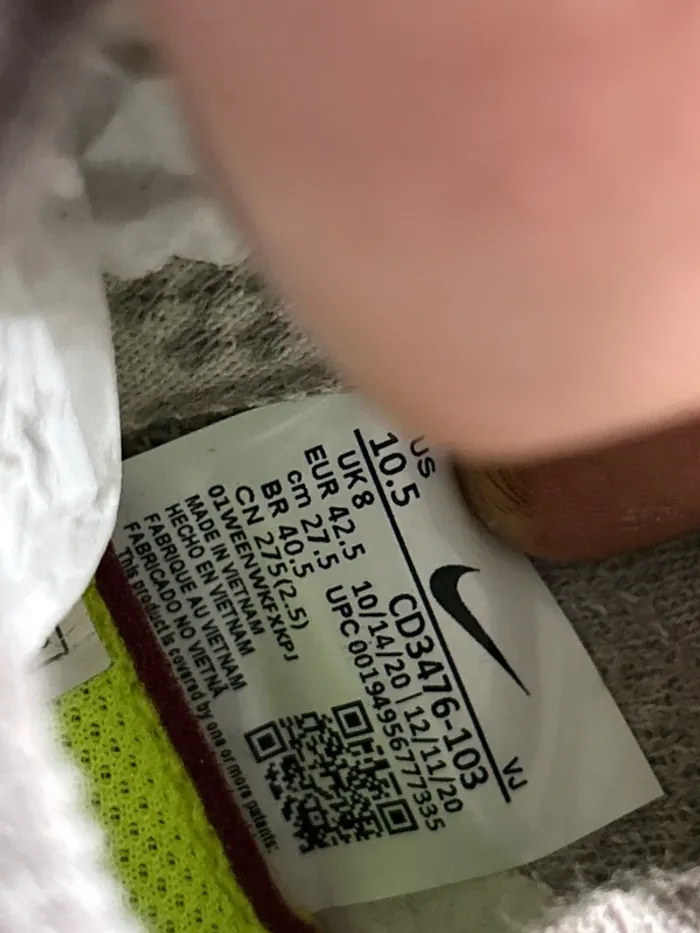 US
10.5
UK 8
EUR 42.5
cm 27.5
BR 40.5
CN 275(2.5)
01WEENWKFXKPJ
MADE IN VIETNAM
HECHO EN VIETNAM
FABRIQUE AU VIETNAM
FABRICADO NO VIETNÃ
This product is covered by one or more patents:
VJ
CD3476-103
10/14/20 | 12/11/20
UPC 00194956777335